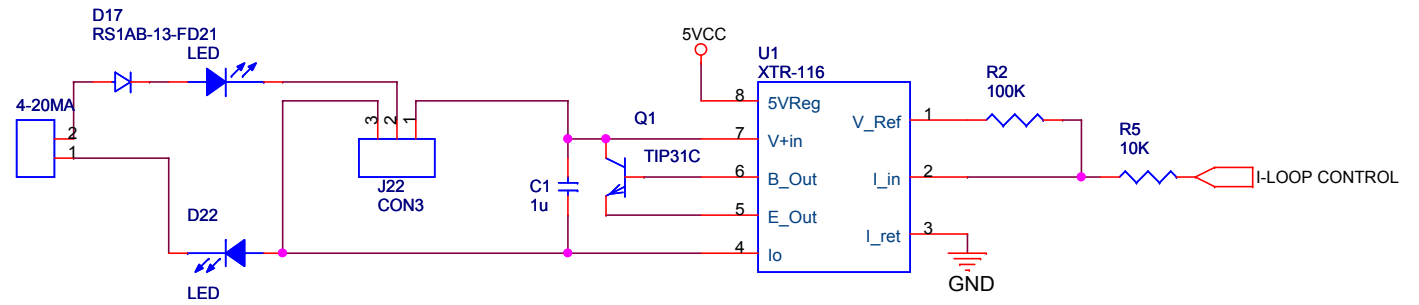 D17
RS1AB-13-FD21
LED
4-20MA
2
1
3
2
1
J22
CON3
D22
LED
C1
1u
Q1
TIP31C
5VCC
U1
XTR-116
8
5VReg
7
V+in
6
B_Out
5
E_Out
4
Io
V_Ref
1
I_in
2
I_ret
3
R2
100K
R5
10K
I-LOOP CONTROL
GND